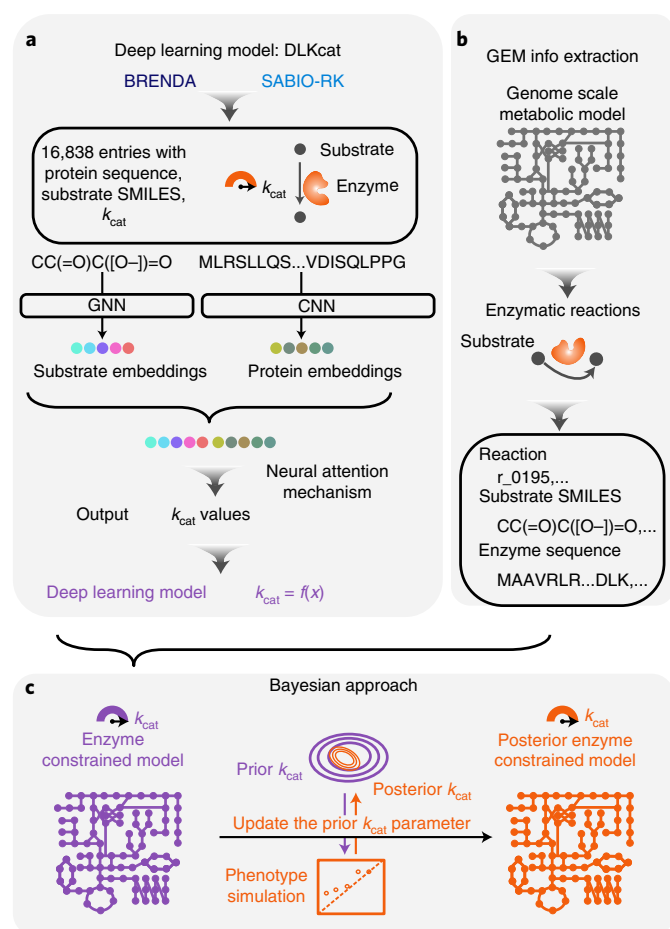 a
Deep learning model: DLKcat
BRENDA SABIO-RK
16,838 entries with
protein sequence,
substrate SMILES,
kcat
Substrate
kcat Enzyme
CC(=O)C([O–])=O MLRSLLQS...VDISQLPPG
GNN CNN
Substrate embeddings Protein embeddings
Neural attention
mechanism
Output kcat values
Deep learning model kcat = f(x)
b
GEM info extraction
Genome scale
metabolic model
Enzymatic reactions
Substrate
Reaction
r_0195,...
Substrate SMILES
CC(=O)C([O–])=O,...
Enzyme sequence
MAAVRLR...DLK,...
c
Bayesian approach
kcat
Enzyme
constrained model
Prior kcat
Posterior kcat
Update the prior kcat parameter
Phenotype
simulation
kcat
Posterior enzyme
constrained model